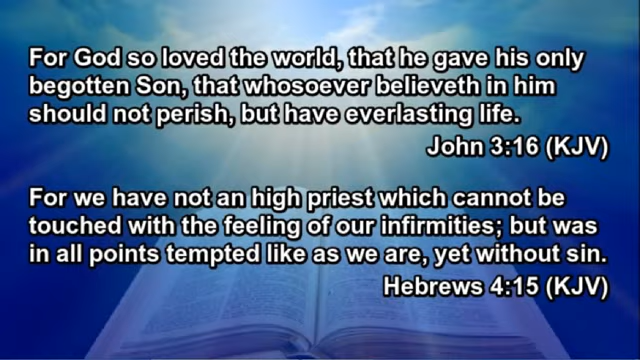 For God so loved the world, that he gave his only
begotten Son, that whosoever believeth in him
should not perish, but have everlasting life.
John 3:16 (KJV)
For we have not an high priest which cannot be
touched with the feeling of our infirmities; but was
in all points tempted like as we are, yet without sin.
Hebrews 4:15 (KJV)